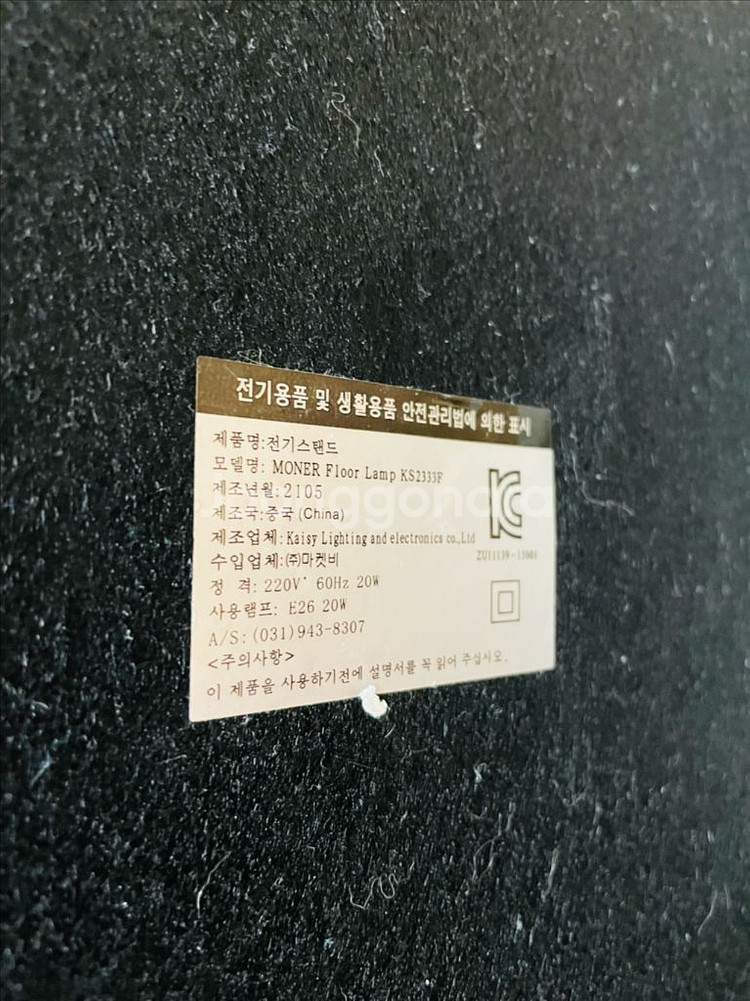 전기용품 및 생활용품 안전관리법에 의한 표시
제품명:전기스탠드
모델명: MONER Floor Lamp KS2333F
제조년월:2105
제조국:중국 (China)
제조업체: Kaisy Lighting and electronics co.,Ltd
수입업체:㈜마켓비
정 격: 220V~ 60Hz 20W
사용램프: E26 20W
A/S: (031)943-8307
<주의사항>
이 제품을 사용하기전에 설명서를 꼭 읽어 주십시오.
ZU11139-15001